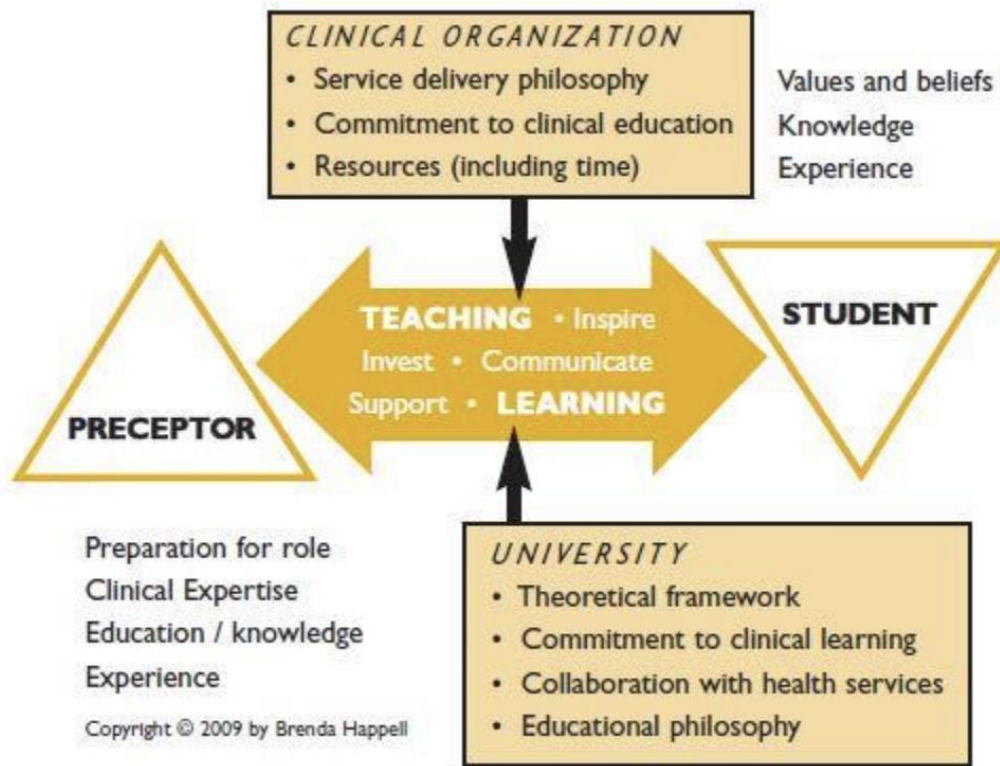 CLINICAL ORGANIZATION
• Service delivery philosophy
• Commitment to clinical education
• Resources (including time)
Values and beliefs
Knowledge
Experience
TEACHING • Inspire
Invest • Communicate
Support • LEARNING
PRECEPTOR
STUDENT
Preparation for role
Clinical Expertise
Education / knowledge
Experience
Copyright © 2009 by Brenda Happell
UNIVERSITY
• Theoretical framework
• Commitment to clinical learning
• Collaboration with health services
• Educational philosophy